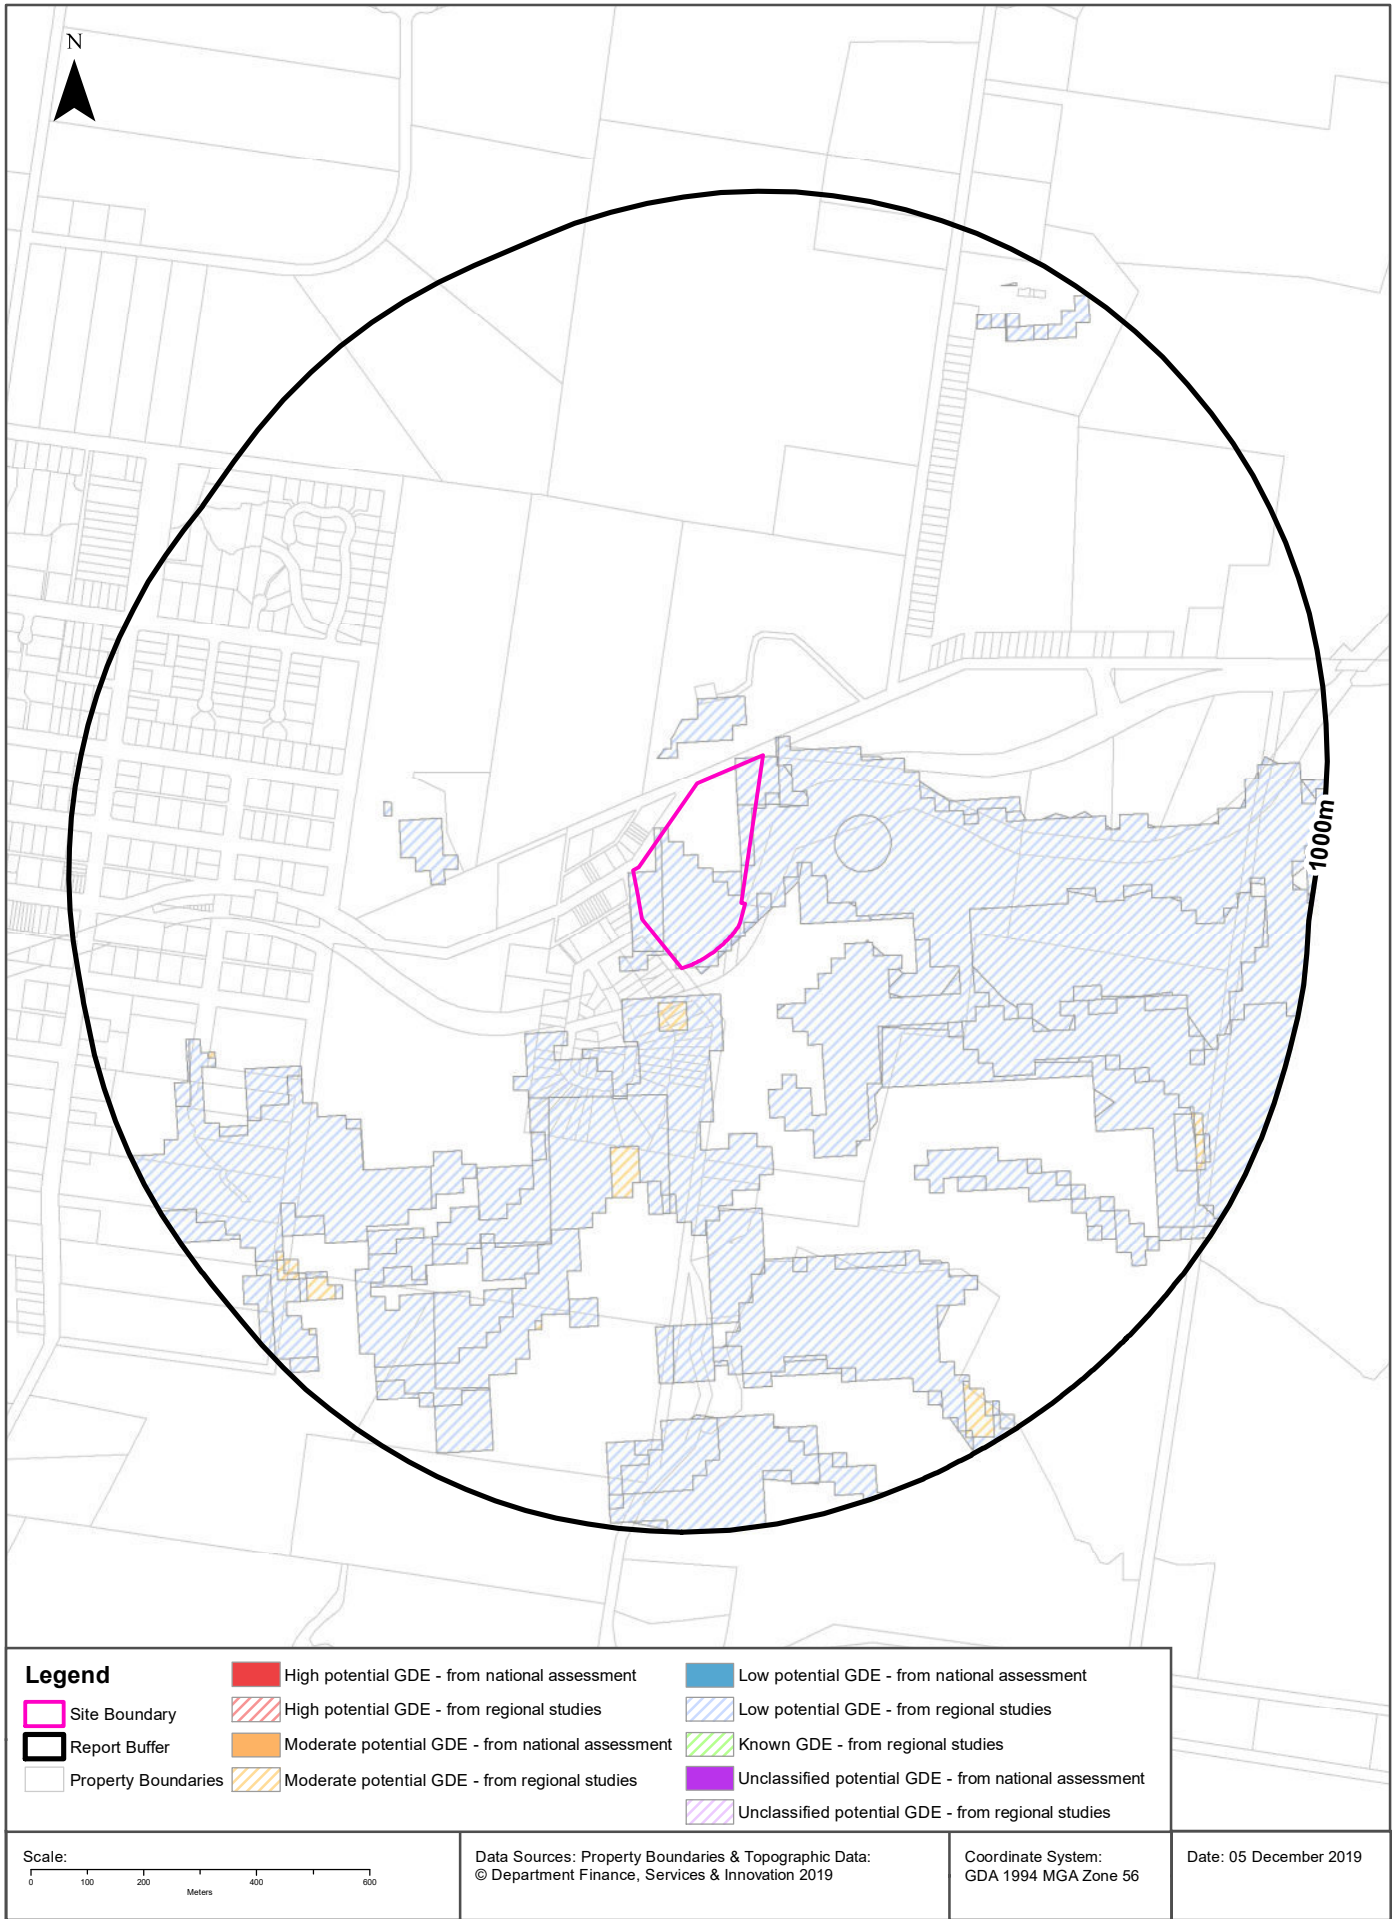 N
1000m
Legend
Site Boundary
Report Buffer
Property Boundaries
High potential GDE - from national assessment
High potential GDE - from regional studies
Moderate potential GDE - from national assessment
Moderate potential GDE - from regional studies
Low potential GDE - from national assessment
Low potential GDE - from regional studies
Known GDE - from regional studies
Unclassified potential GDE - from national assessment
Unclassified potential GDE - from regional studies
Scale:
0 100 200 400 600
Meters
Data Sources: Property Boundaries & Topographic Data:
© Department Finance, Services & Innovation 2019
Coordinate System:
GDA 1994 MGA Zone 56
Date: 05 December 2019